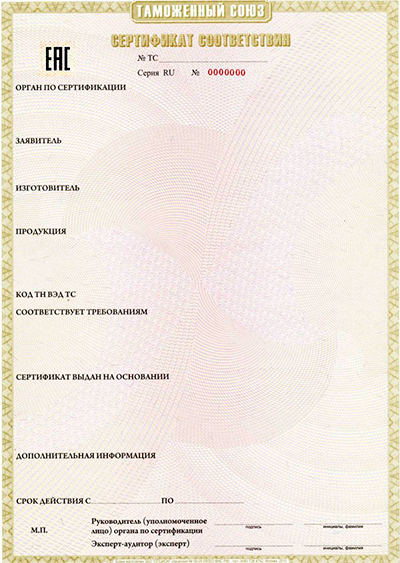 ТАМОЖЕННЫЙ СОЮЗ
СЕРТИФИКАТ СООТВЕТСТВИЯ
ЕАС
№ ТС
Серия RU № 0000000
ОРГАН ПО СЕРТИФИКАЦИИ
ЗАЯВИТЕЛЬ
ИЗГОТОВИТЕЛЬ
ПРОДУКЦИЯ
КОД ТН ВЭД ТС
СООТВЕТСТВУЕТ ТРЕБОВАНИЯМ
СЕРТИФИКАТ ВЫДАН НА ОСНОВАНИИ
ДОПОЛНИТЕЛЬНАЯ ИНФОРМАЦИЯ
СРОК ДЕЙСТВИЯ С ПО
М.П.
Руководитель (уполномоченное
лицо) органа по сертификации
подпись инициалы, фамилия
Эксперт-аудитор (эксперт)
подпись инициалы, фамилия